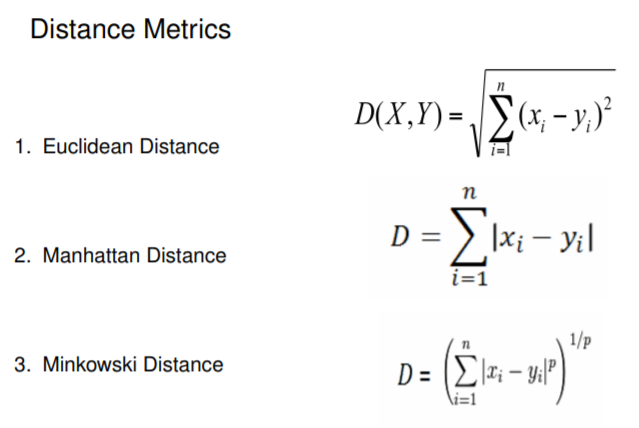 Distance Metrics
1. Euclidean Distance
D(X,Y) = √(∑_{i=1}^{n} (x_i − y_i)²)
2. Manhattan Distance
D = ∑_{i=1}^{n} |x_i − y_i|
3. Minkowski Distance
D = (∑_{i=1}^{n} |x_i − y_i|^p)^{1/p}